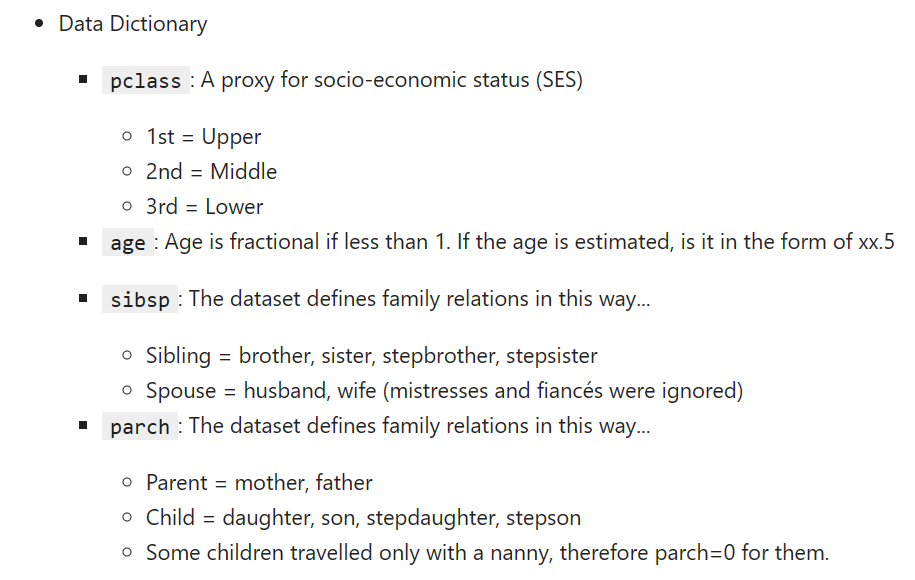 Data Dictionary
pclass : A proxy for socio-economic status (SES)
1st = Upper
2nd = Middle
3rd = Lower
age : Age is fractional if less than 1. If the age is estimated, is it in the form of xx.5
sibsp : The dataset defines family relations in this way...
Sibling = brother, sister, stepbrother, stepsister
Spouse = husband, wife (mistresses and fiancés were ignored)
parch : The dataset defines family relations in this way...
Parent = mother, father
Child = daughter, son, stepdaughter, stepson
Some children travelled only with a nanny, therefore parch=0 for them.